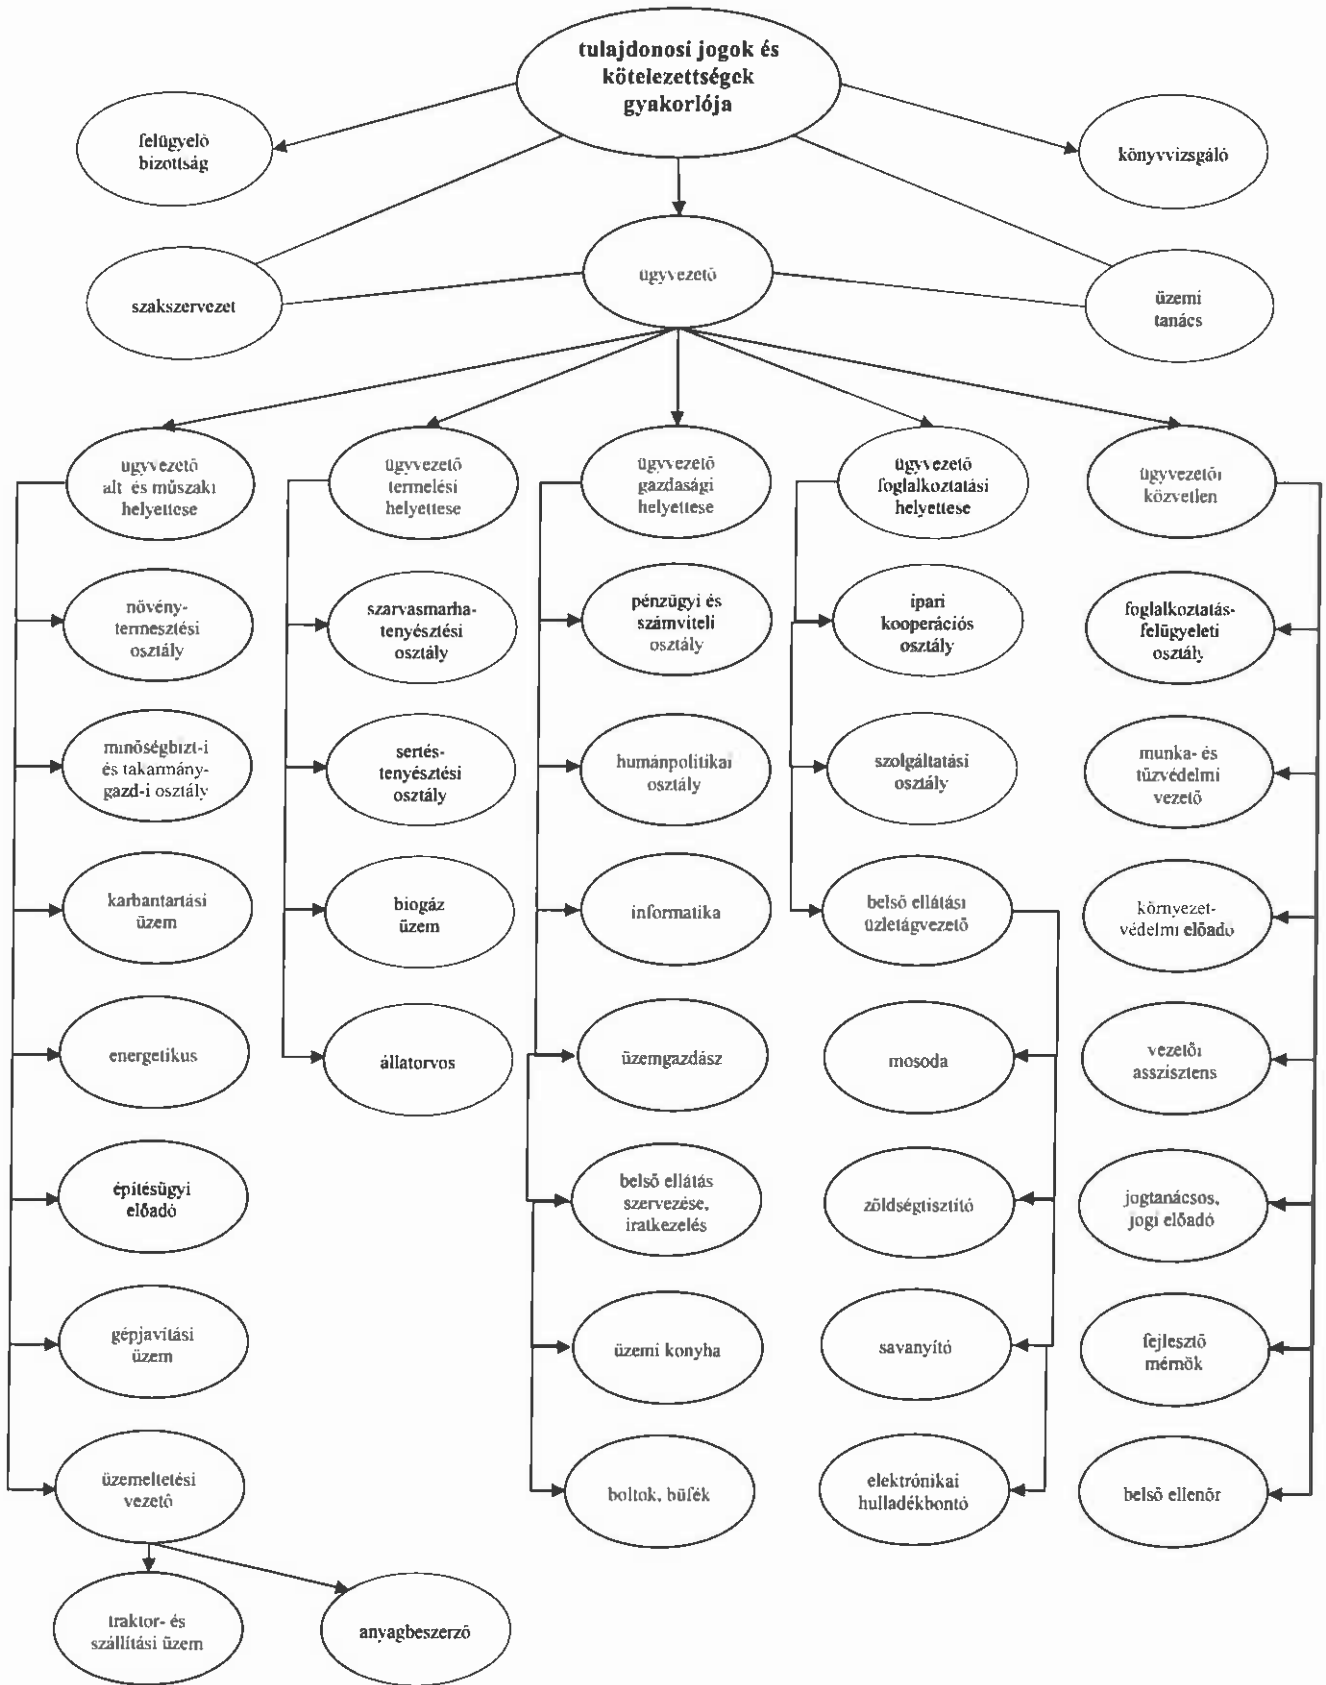 tulajdonosi jogok és
kötelezettségek
gyakorlója
felügyelő
bizottság
könyvvizsgáló
ügyvezető
szakszervezet
üzemi
tanács
ügyvezető
ált és műszaki
helyettese
ügyvezető
termelési
helyettese
ügyvezető
gazdasági
helyettese
ügyvezető
foglalkoztatási
helyettese
ügyvezetői
közvetlen
növény-
termesztési
osztály
szarvasmarha-
tenyésztési
osztály
pénzügyi és
számviteli
osztály
ipari
kooperációs
osztály
foglalkoztatás-
felügyeleti
osztály
minőségbizt-i
és takarmány-
gazd-i osztály
sertés-
tenyésztési
osztály
humánpolitikai
osztály
szolgáltatási
osztály
munka- és
tűzvédelmi
vezető
karbantartási
üzem
biogáz
üzem
informatika
belső ellátási
üzletágvezető
környezet-
védelmi előadó
energetikus
állatorvos
üzemgazdász
mosoda
vezetői
asszisztens
építésügyi
előadó
belső ellátás
szervezése,
iratkezelés
zöldségtisztító
jogtanácsos,
jogi előadó
gépjavítási
üzem
üzemi konyha
savanyító
fejlesztő
mérnök
üzemeltetési
vezető
boltok, büfék
elektrónikai
hulladékbontó
belső ellenőr
traktor- és
szállítási üzem
anyagbeszerző